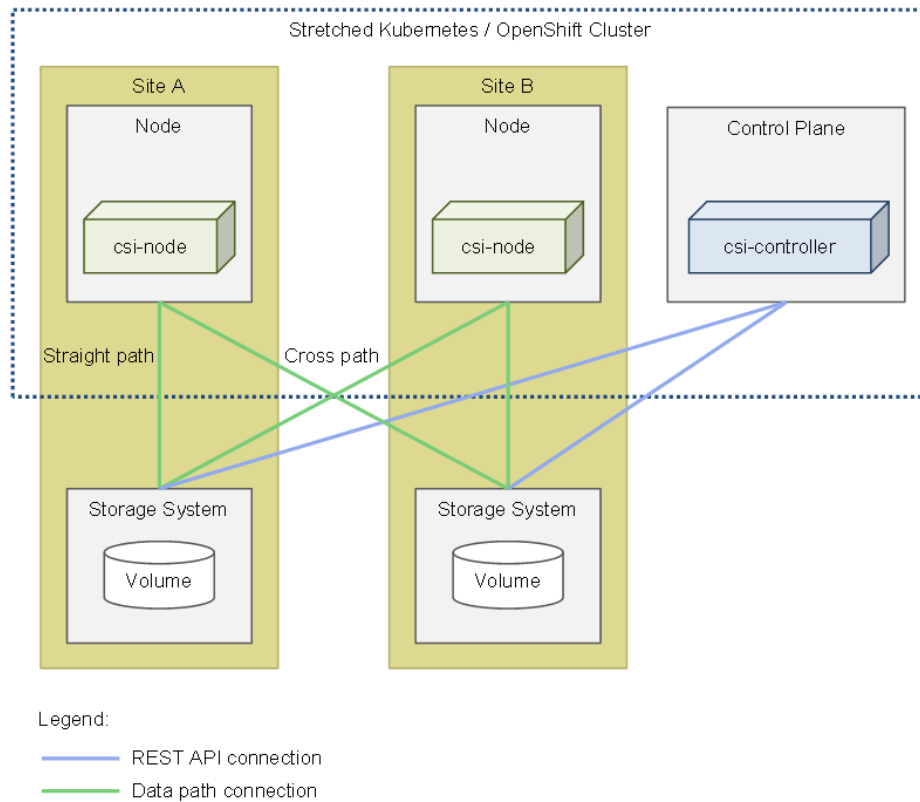 Stretched Kubernetes / OpenShift Cluster
Site A
Site B
Node
Node
Control Plane
csi-node
csi-node
csi-controller
Straight path
Cross path
Storage System
Storage System
Volume
Volume
Legend:
REST API connection
Data path connection